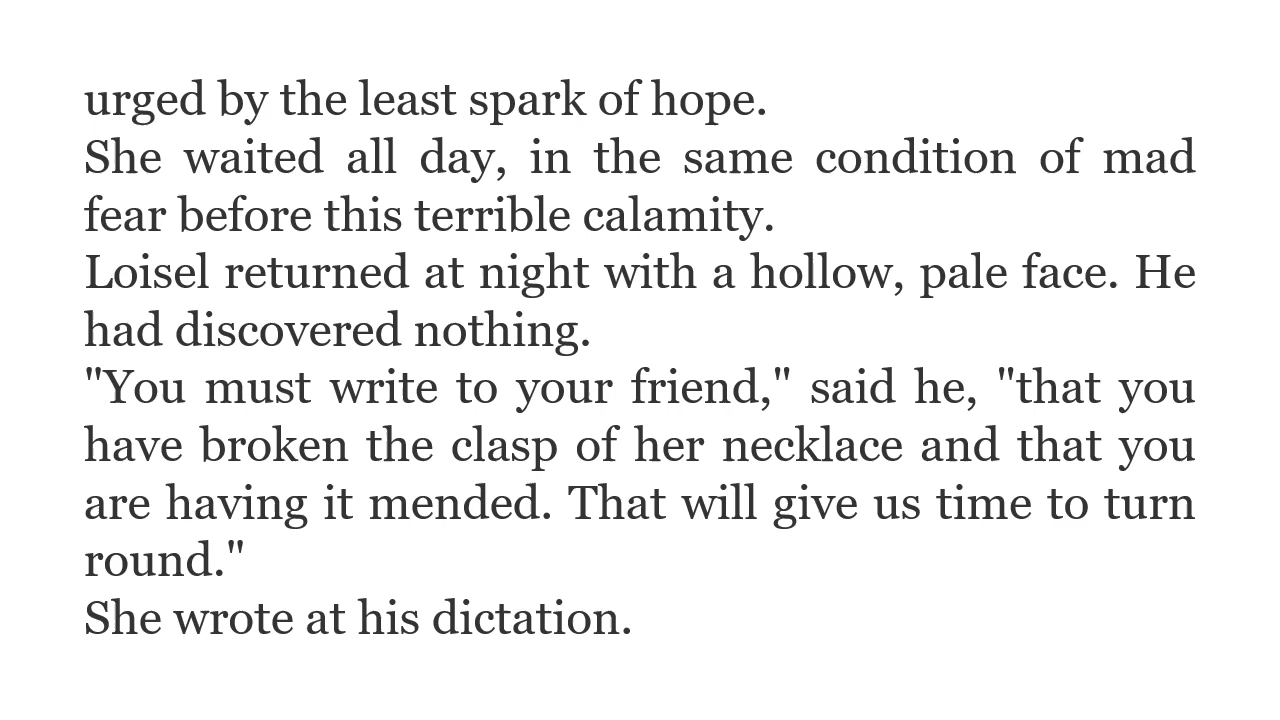 urged by the least spark of hope.
She waited all day, in the same condition of mad
fear before this terrible calamity.
Loisel returned at night with a hollow, pale face. He
had discovered nothing.
"You must write to your friend," said he, "that you
have broken the clasp of her necklace and that you
are having it mended. That will give us time to turn
round."
She wrote at his dictation.